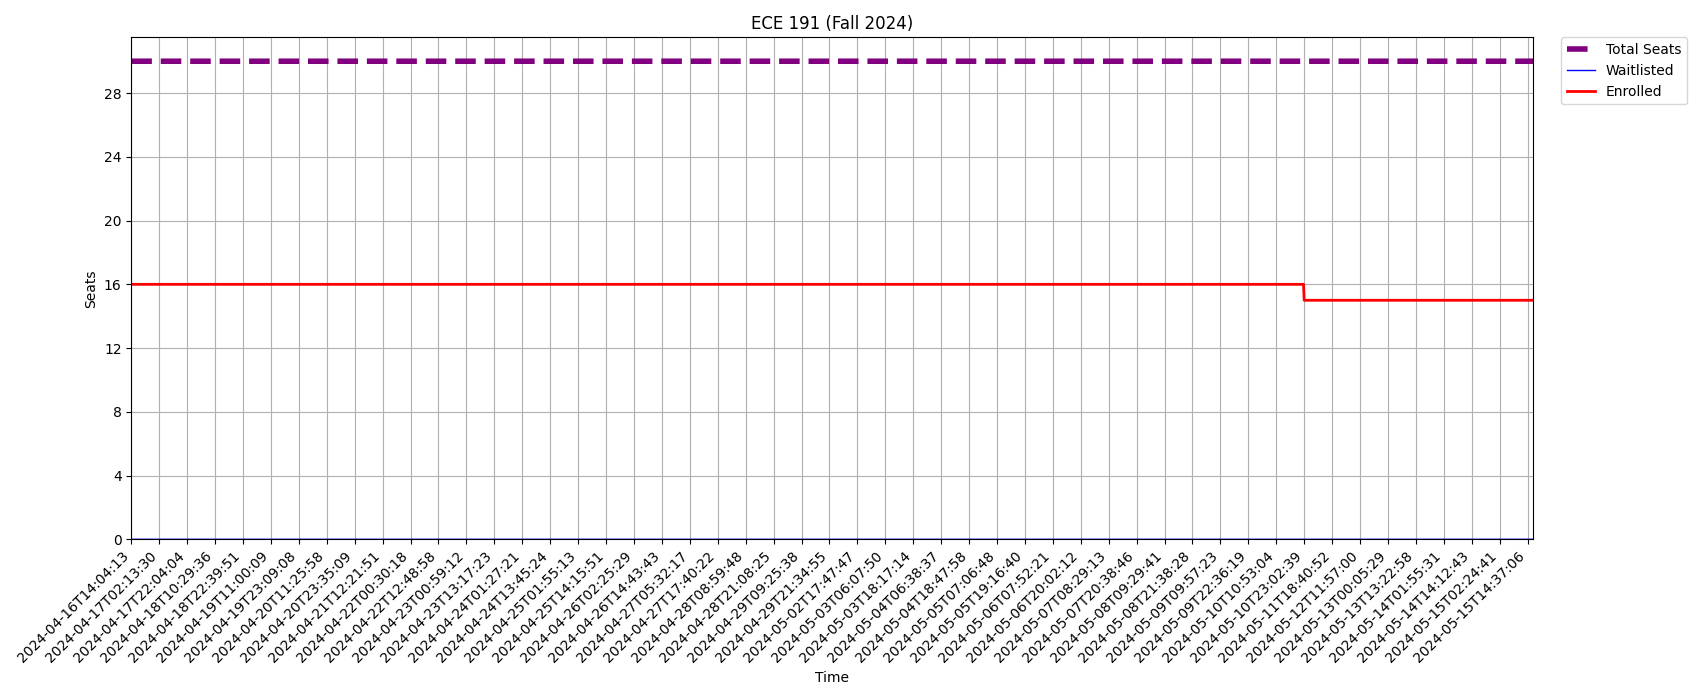 ECE 191 (Fall 2024)
Total Seats
Waitlisted
Enrolled
Seats
28
24
20
16
12
8
4
0
2024-04-16T14:04:13
2024-04-17T02:13:30
2024-04-17T22:04:04
2024-04-18T10:29:36
2024-04-18T22:39:51
2024-04-19T11:00:09
2024-04-19T23:09:08
2024-04-20T11:25:58
2024-04-20T23:35:09
2024-04-21T12:21:51
2024-04-22T00:30:18
2024-04-22T12:48:58
2024-04-23T00:59:12
2024-04-23T13:17:23
2024-04-24T01:27:21
2024-04-24T13:45:24
2024-04-25T01:55:13
2024-04-25T14:15:51
2024-04-26T02:25:29
2024-04-26T14:43:43
2024-04-27T05:32:17
2024-04-27T17:40:22
2024-04-28T08:59:48
2024-04-28T21:08:25
2024-04-29T09:25:38
2024-04-29T21:34:55
2024-05-02T17:47:47
2024-05-03T06:07:50
2024-05-03T18:17:14
2024-05-04T06:38:37
2024-05-04T18:47:58
2024-05-05T07:06:48
2024-05-05T19:16:40
2024-05-06T07:52:21
2024-05-06T20:02:12
2024-05-07T08:29:13
2024-05-07T20:38:46
2024-05-08T09:29:41
2024-05-08T21:38:28
2024-05-09T09:57:23
2024-05-09T22:36:19
2024-05-10T10:53:04
2024-05-10T23:02:39
2024-05-11T18:40:52
2024-05-12T11:57:00
2024-05-13T00:05:29
2024-05-13T13:22:58
2024-05-14T01:55:31
2024-05-14T14:12:43
2024-05-15T02:24:41
2024-05-15T14:37:06
Time